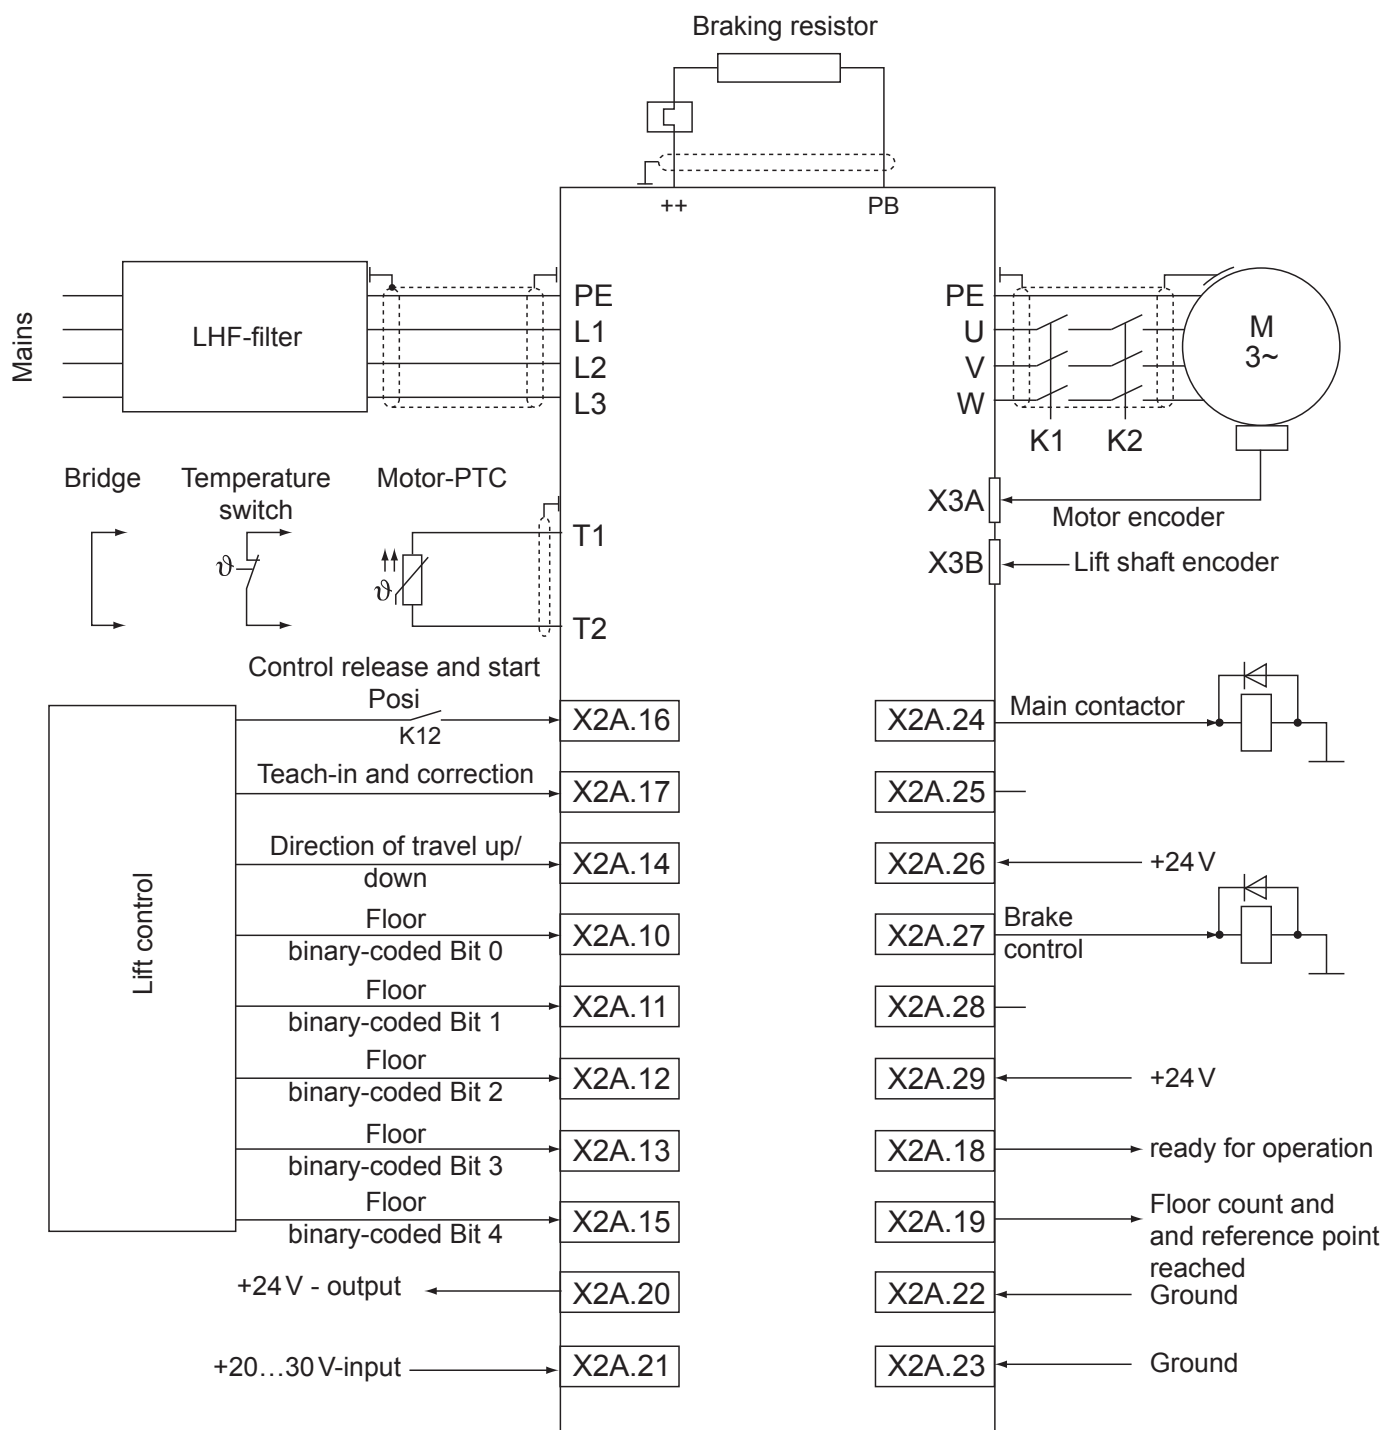 Braking resistor
++
PB
Mains
LHF-filter
PE
L1
L2
L3
PE
U
V
W
K1
K2
M
3~
Bridge
Temperature
switch
Motor-PTC
ϑ
ϑ
T1
T2
X3A
Motor encoder
X3B
Lift shaft encoder
Lift control
Control release and start
Posi
K12
X2A.16
Teach-in and correction
X2A.17
Direction of travel up/
down
X2A.14
Floor
binary-coded Bit 0
X2A.10
Floor
binary-coded Bit 1
X2A.11
Floor
binary-coded Bit 2
X2A.12
Floor
binary-coded Bit 3
X2A.13
Floor
binary-coded Bit 4
X2A.15
+24 V - output
X2A.20
+20…30 V-input
X2A.21
X2A.24
Main contactor
X2A.25
X2A.26
+24 V
X2A.27
Brake
control
X2A.28
X2A.29
+24 V
X2A.18
ready for operation
X2A.19
Floor count and
and reference point
reached
X2A.22
Ground
X2A.23
Ground